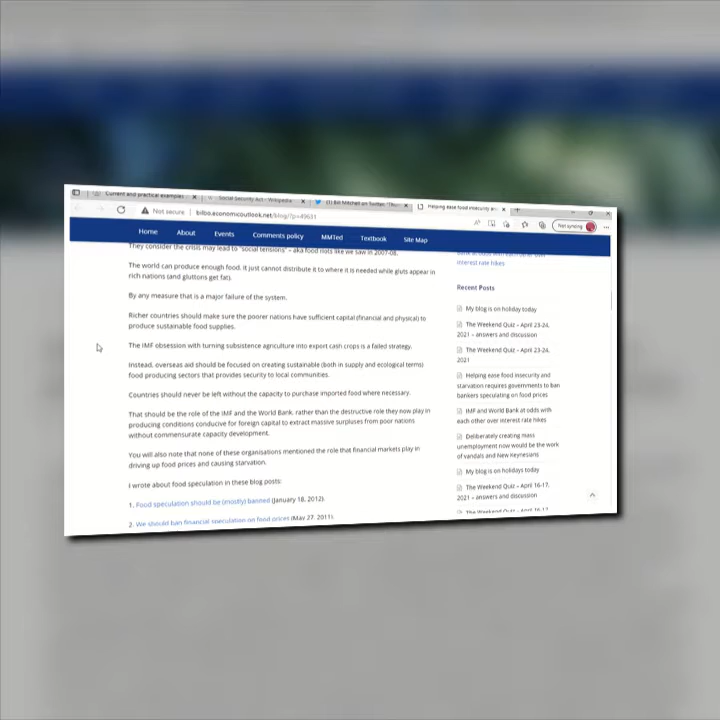 Current and practical examples
Social Security Act - Wikipedia
(1) Bill Mitchell on Twitter: "Thin
Helping ease food insecurity an
Not secure | bilbo.economicoutlook.net/blog/?p=49631
Not syncing
Home About Events Comments policy MMTed Textbook Site Map
They consider the crisis may lead to "social tensions" – aka food riots like we saw in 2007-08.
The world can produce enough food. It just cannot distribute it to where it is needed while gluts appear in
rich nations (and gluttons get fat).
By any measure that is a major failure of the system.
Richer countries should make sure the poorer nations have sufficient capital (financial and physical) to
produce sustainable food supplies.
The IMF obsession with turning subsistence agriculture into export cash crops is a failed strategy.
Instead, overseas aid should be focused on creating sustainable (both in supply and ecological terms)
food producing sectors that provides security to local communities.
Countries should never be left without the capacity to purchase imported food where necessary.
That should be the role of the IMF and the World Bank, rather than the destructive role they now play in
producing conditions conducive for foreign capital to extract massive surpluses from poor nations
without commensurate capacity development.
You will also note that none of these organisations mentioned the role that financial markets play in
driving up food prices and causing starvation.
I wrote about food speculation in these blog posts:
1. Food speculation should be (mostly) banned (January 18, 2012).
2. We should ban financial speculation on food prices (May 27, 2011).
interest rate hikes
Recent Posts
My blog is on holiday today
The Weekend Quiz – April 23-24,
2021 – answers and discussion
The Weekend Quiz – April 23-24,
2021
Helping ease food insecurity and
starvation requires governments to ban
bankers speculating on food prices
IMF and World Bank at odds with
each other over interest rate hikes
Deliberately creating mass
unemployment now would be the work
of vandals and New Keynesians
My blog is on holidays today
The Weekend Quiz – April 16-17,
2021 – answers and discussion
The Weekend Quiz – April 16-17,